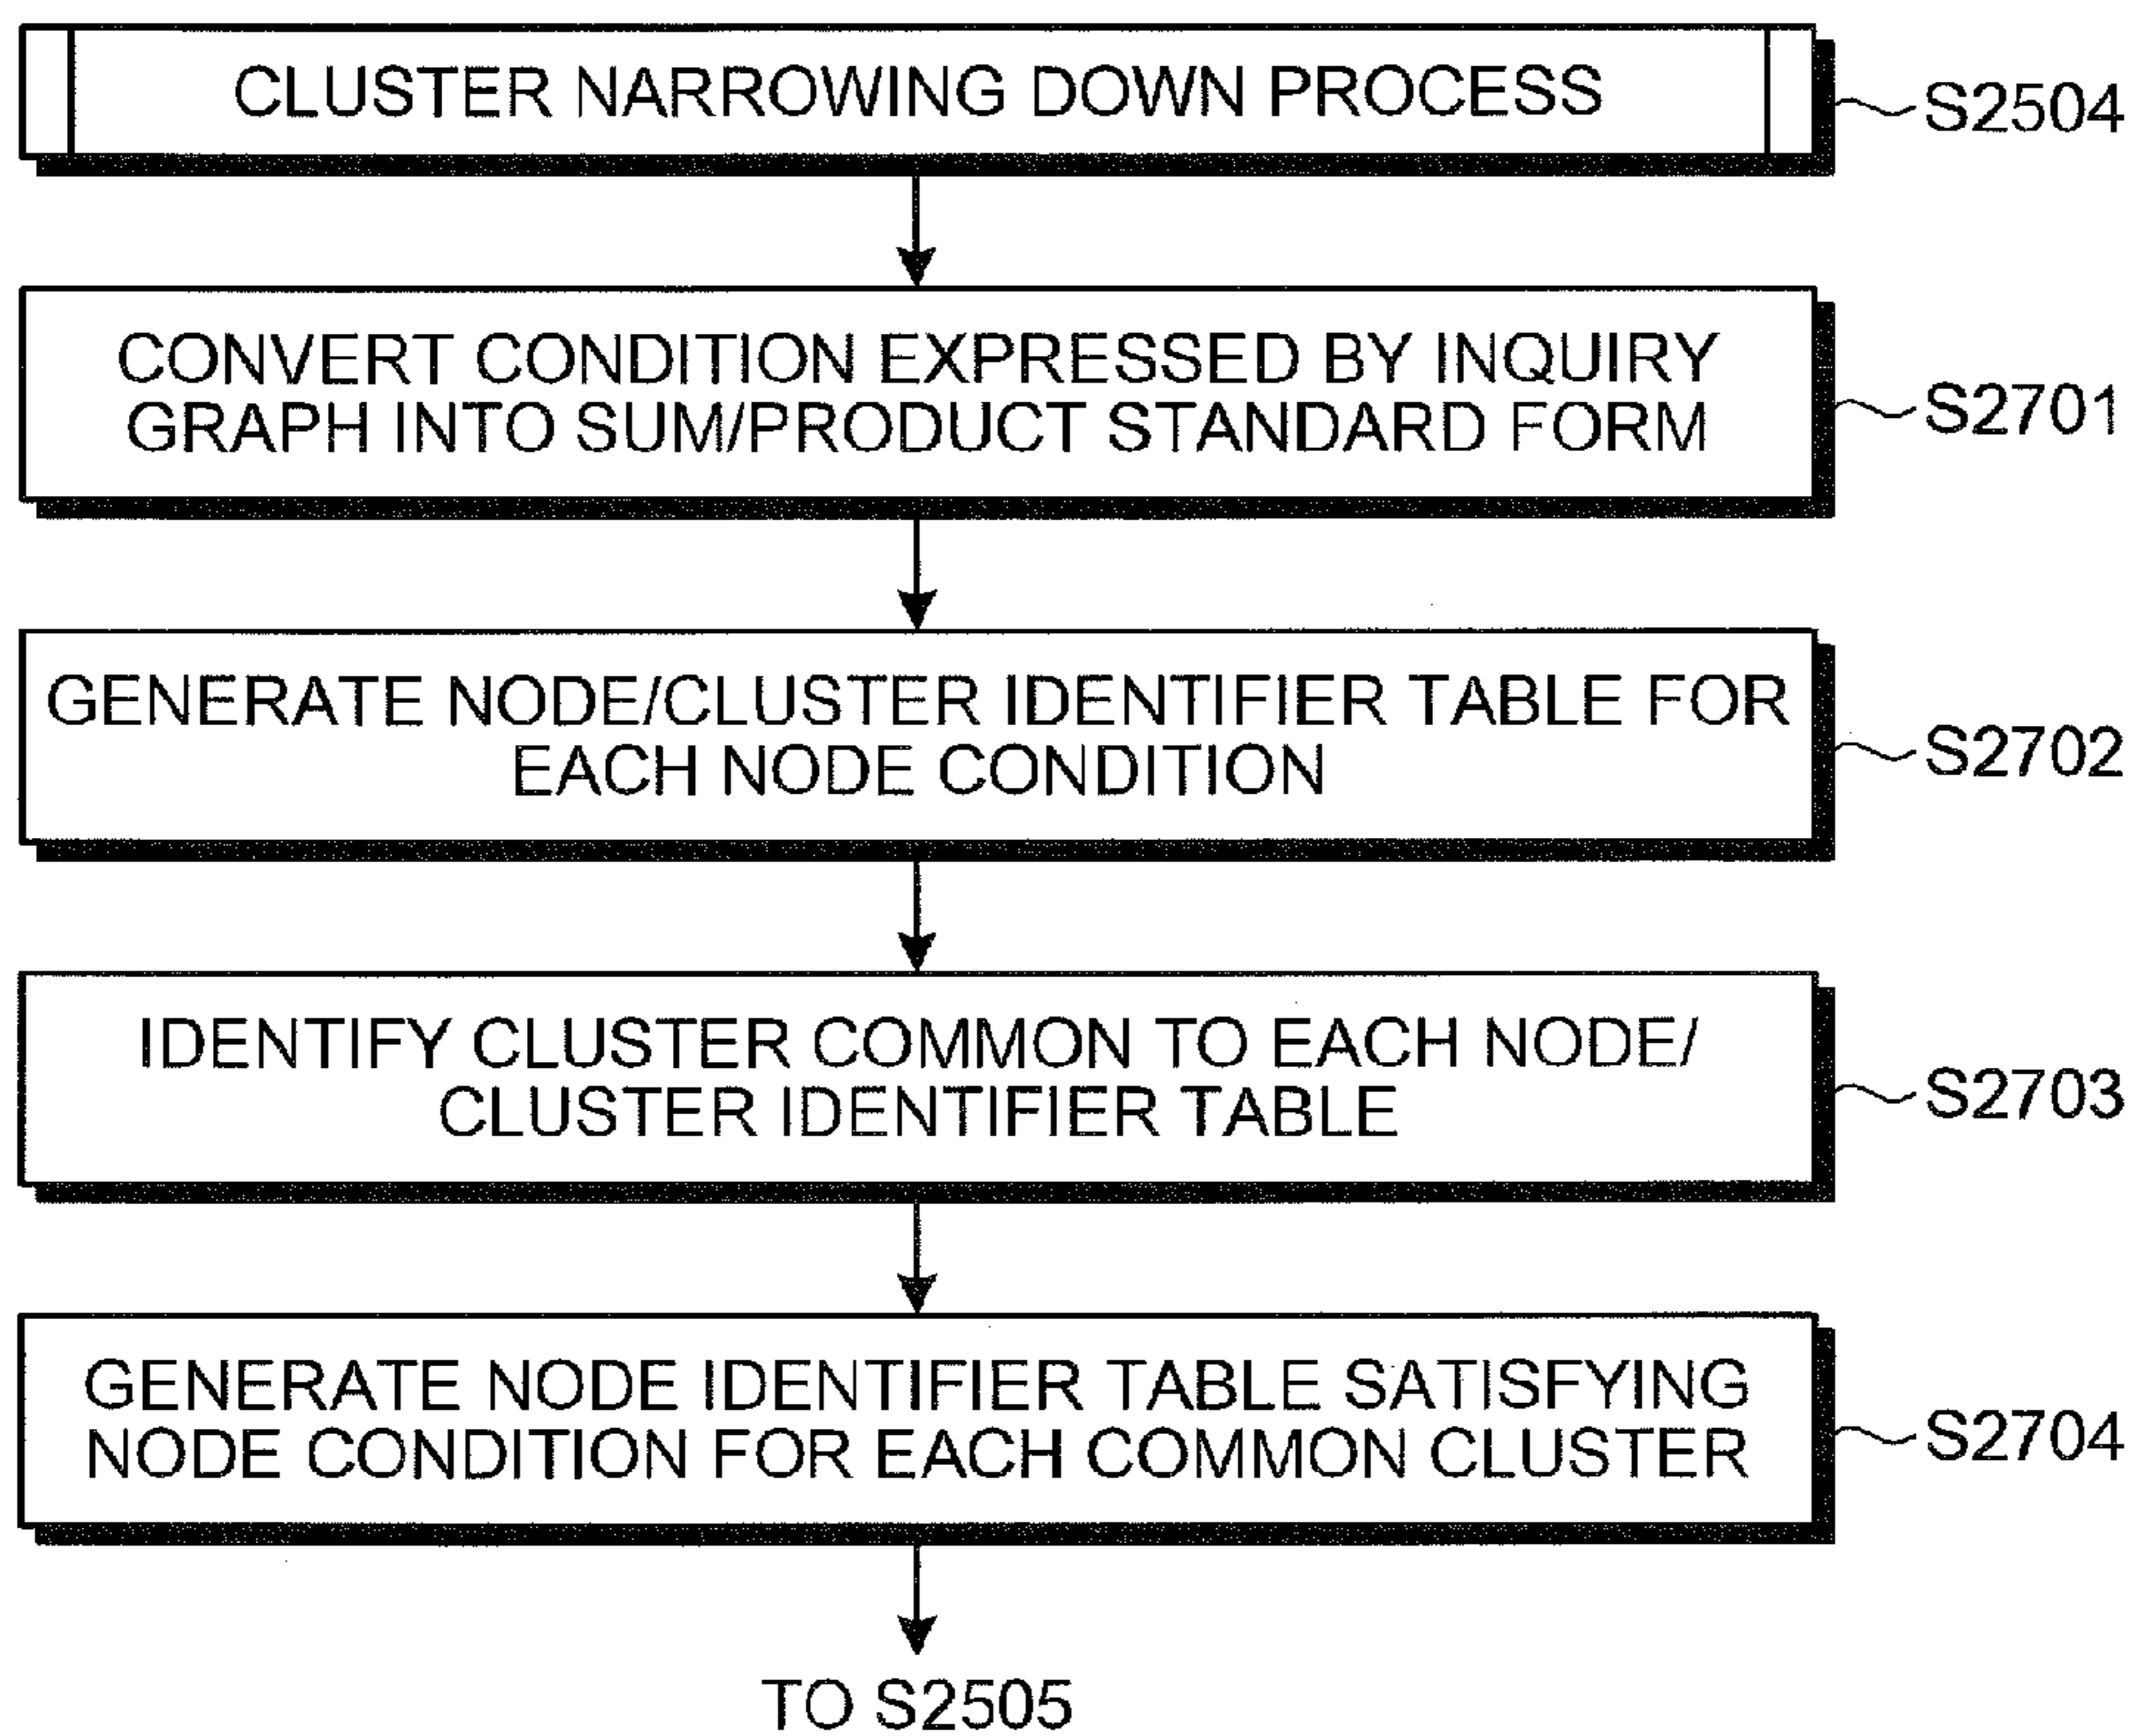 CLUSTER NARROWING DOWN PROCESS
S2504
CONVERT CONDITION EXPRESSED BY INQUIRY
GRAPH INTO SUM/PRODUCT STANDARD FORM
S2701
GENERATE NODE/CLUSTER IDENTIFIER TABLE FOR
EACH NODE CONDITION
S2702
IDENTIFY CLUSTER COMMON TO EACH NODE/
CLUSTER IDENTIFIER TABLE
S2703
GENERATE NODE IDENTIFIER TABLE SATISFYING
NODE CONDITION FOR EACH COMMON CLUSTER
S2704
TO S2505